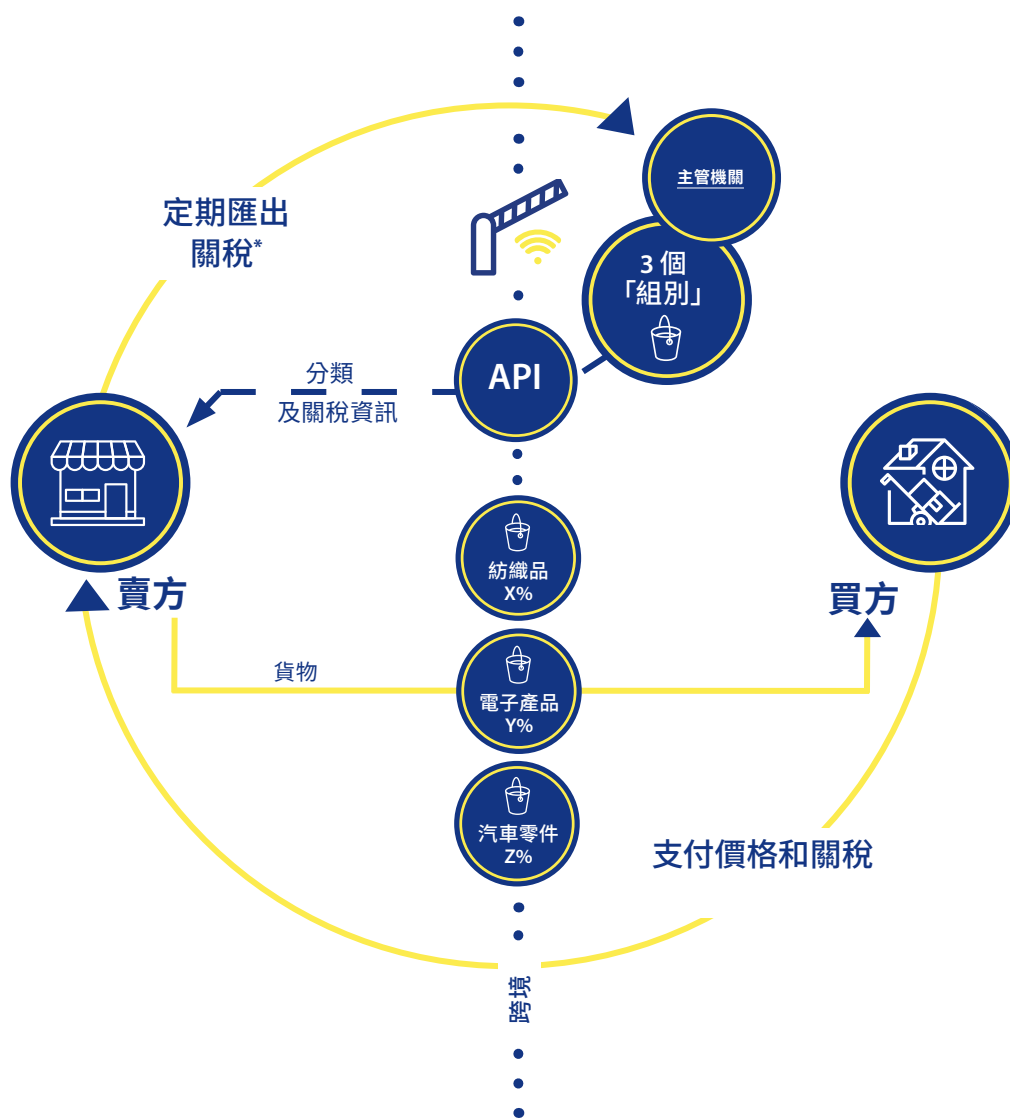 主管機關
定期匯出
關稅*
3 個
「組別」
API
分類
及關稅資訊
紡織品
X%
賣方
買方
貨物
電子產品
Y%
汽車零件
Z%
支付價格和關稅
跨境